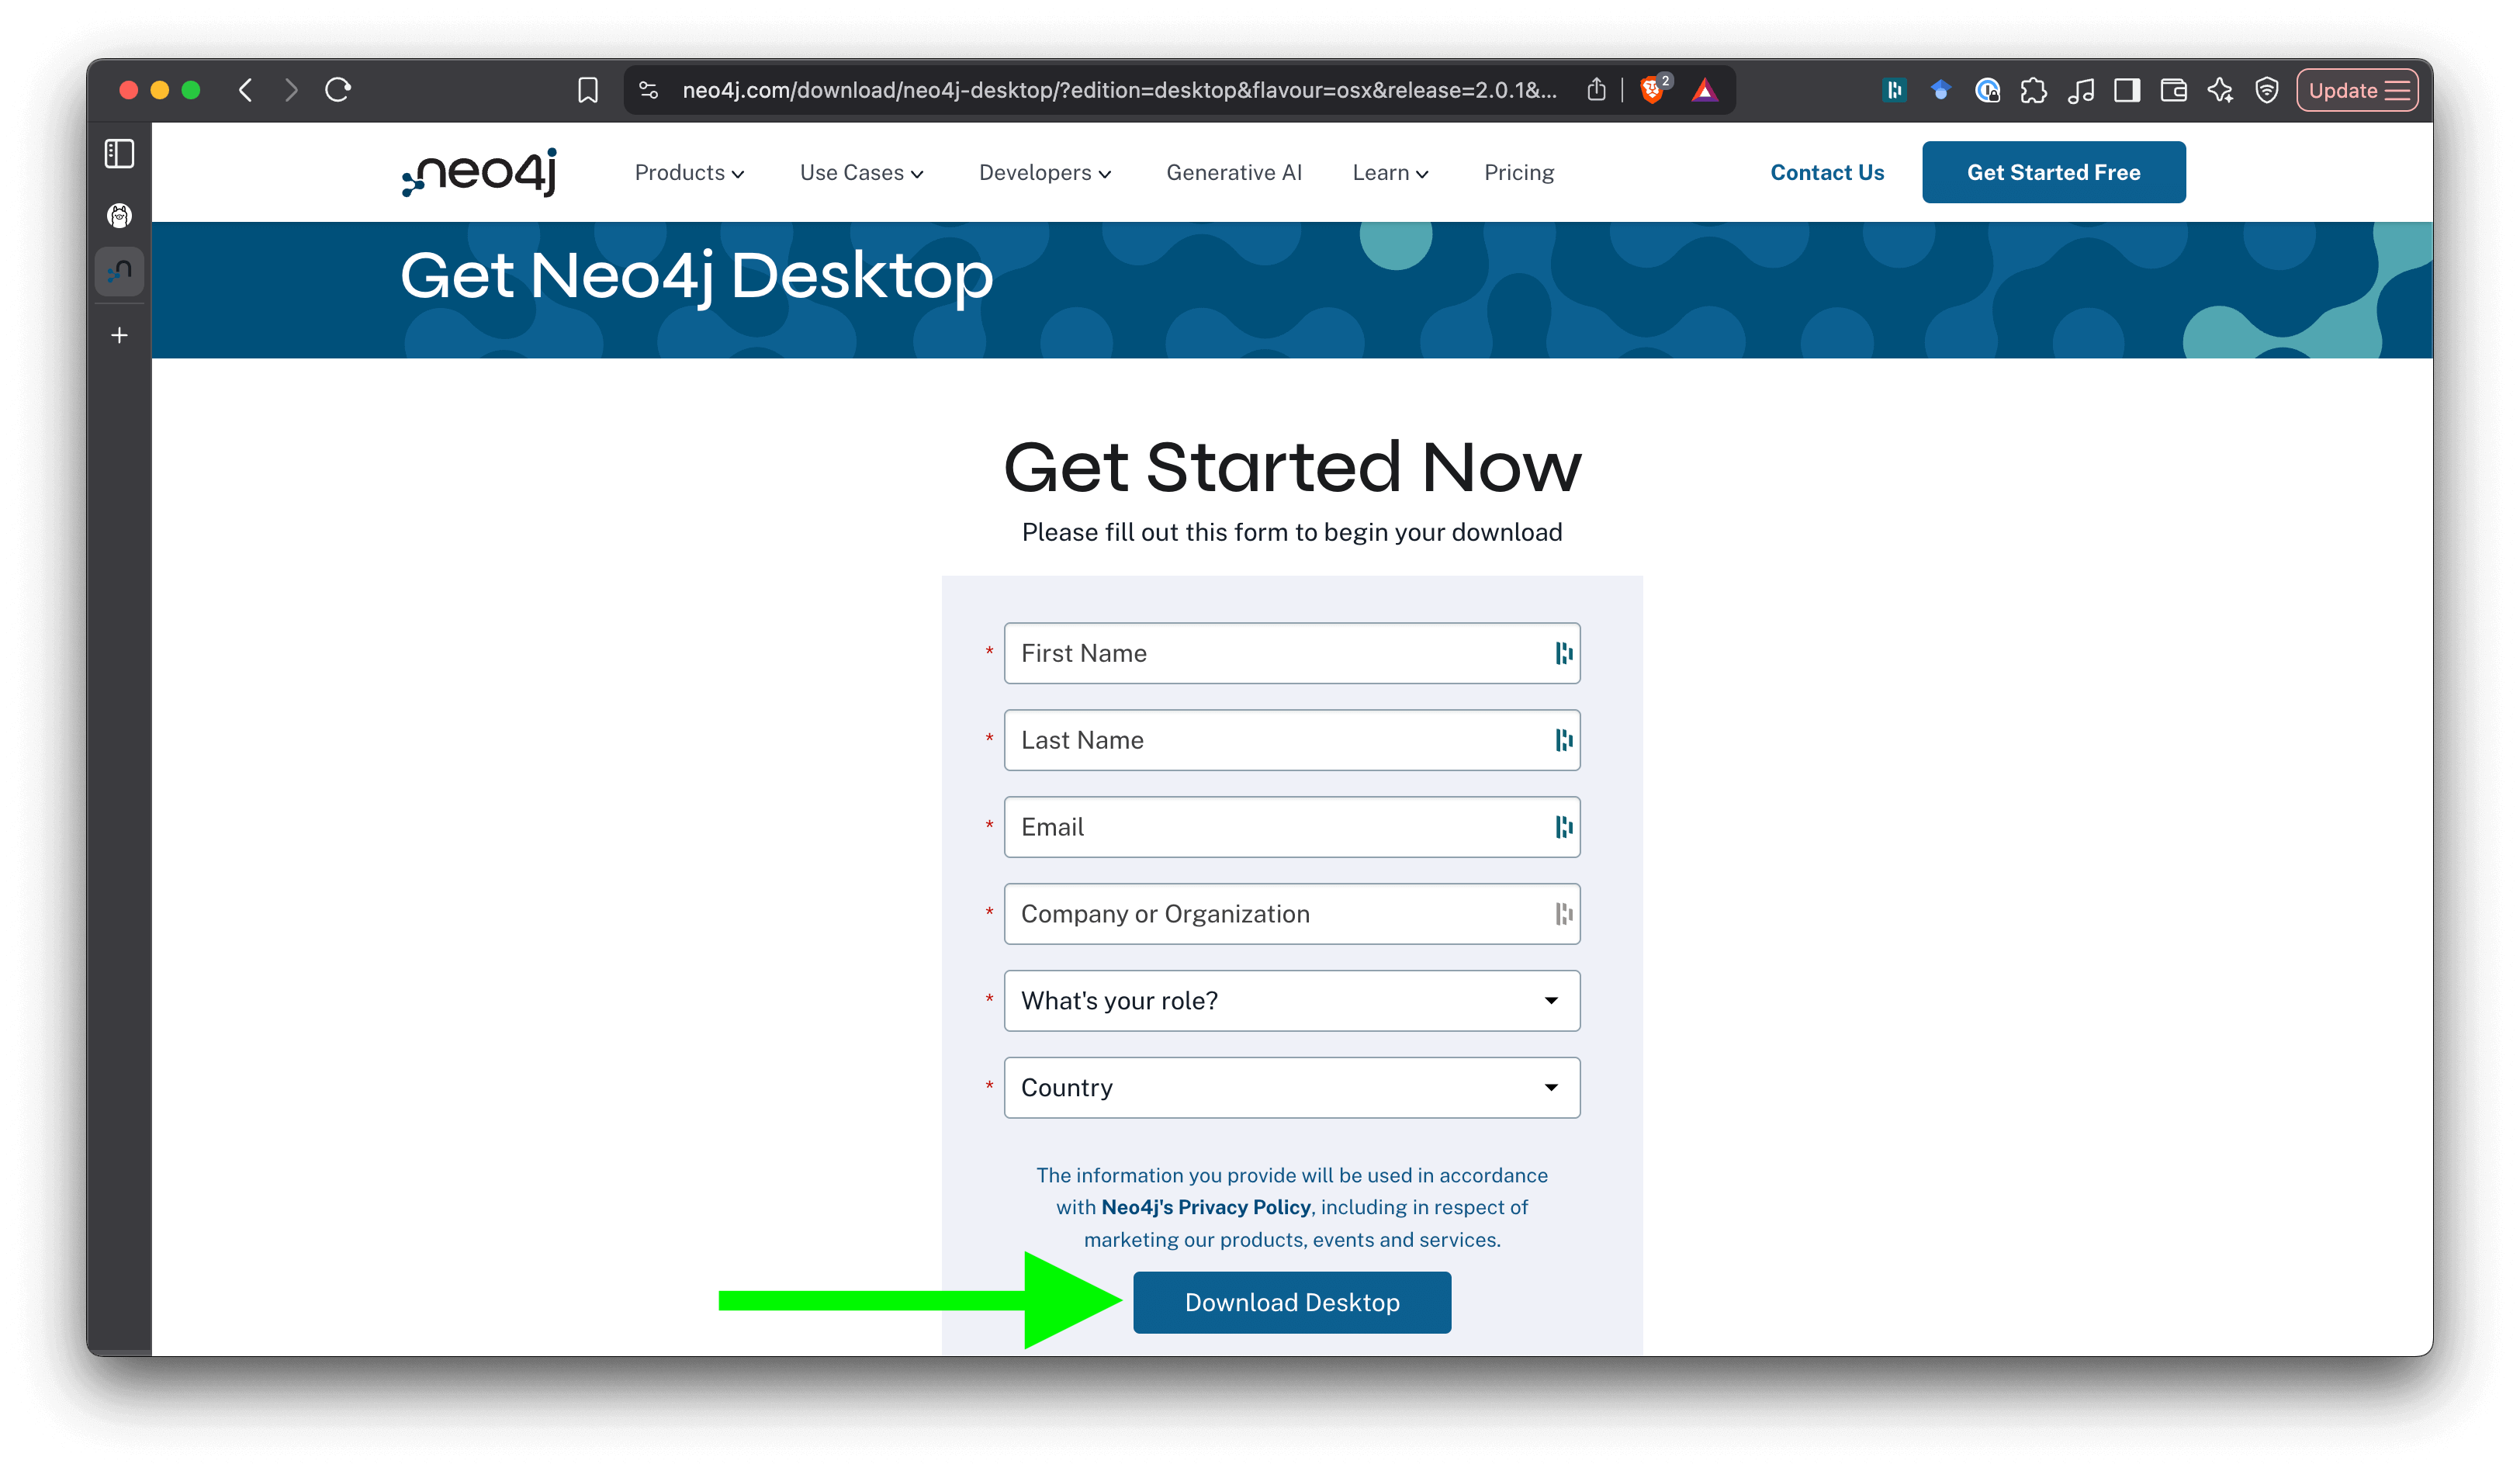 neo4j.com/download/neo4j-desktop/?edition=desktop&flavour=osx&release=2.0.1&...
2
Update
neo4j
Products
Use Cases
Developers
Generative AI
Learn
Pricing
Contact Us
Get Started Free
Get Neo4j Desktop
Get Started Now
Please fill out this form to begin your download
* First Name
* Last Name
* Email
* Company or Organization
* What's your role?
* Country
The information you provide will be used in accordance
with Neo4j's Privacy Policy, including in respect of
marketing our products, events and services.
Download Desktop